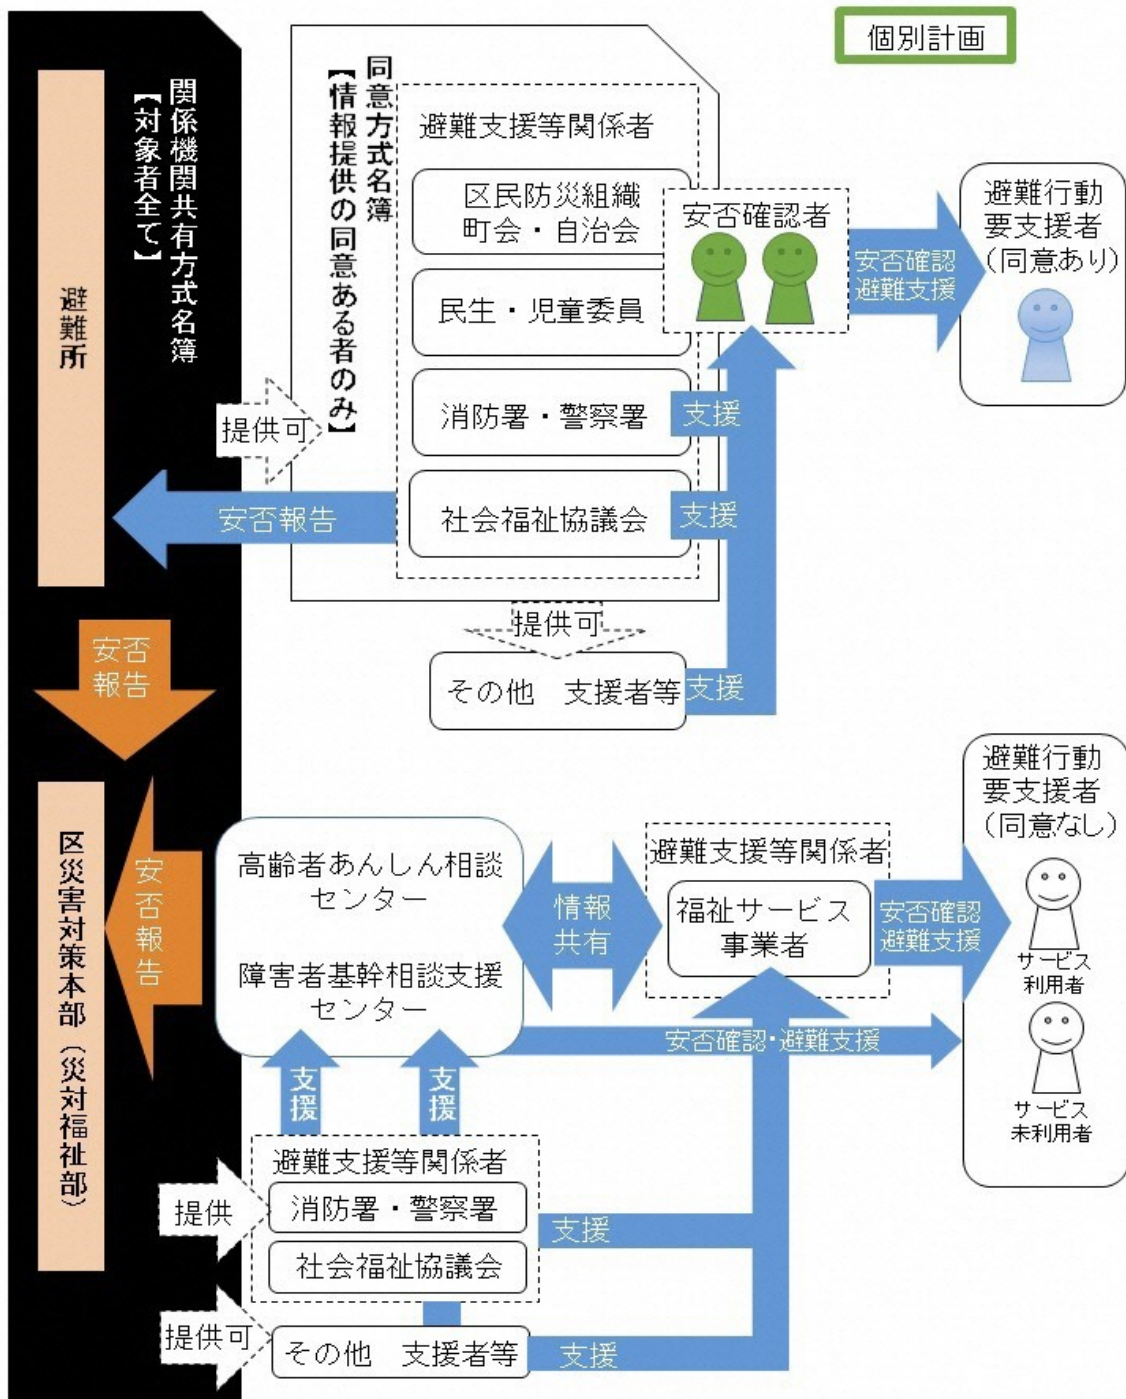 個別計画
関係機関共有方式名簿
【対象者全て】
避難所
同意方式名簿
【情報提供の同意ある者のみ】
避難支援等関係者
区民防災組織
町会・自治会
民生・児童委員
消防署・警察署
社会福祉協議会
安否確認者
安否確認
避難支援
避難行動
要支援者
(同意あり)
支援
支援
提供可
安否報告
提供可
その他　支援者等
支援
安否
報告
区災害対策本部(災対福祉部)
安否報告
高齢者あんしん相談
センター
障害者基幹相談支援
センター
情報
共有
避難支援等関係者
福祉サービス
事業者
安否確認
避難支援
避難行動
要支援者
(同意なし)
サービス
利用者
サービス
未利用者
安否確認・避難支援
支援
支援
避難支援等関係者
消防署・警察署
社会福祉協議会
提供
支援
提供可
その他　支援者等
支援